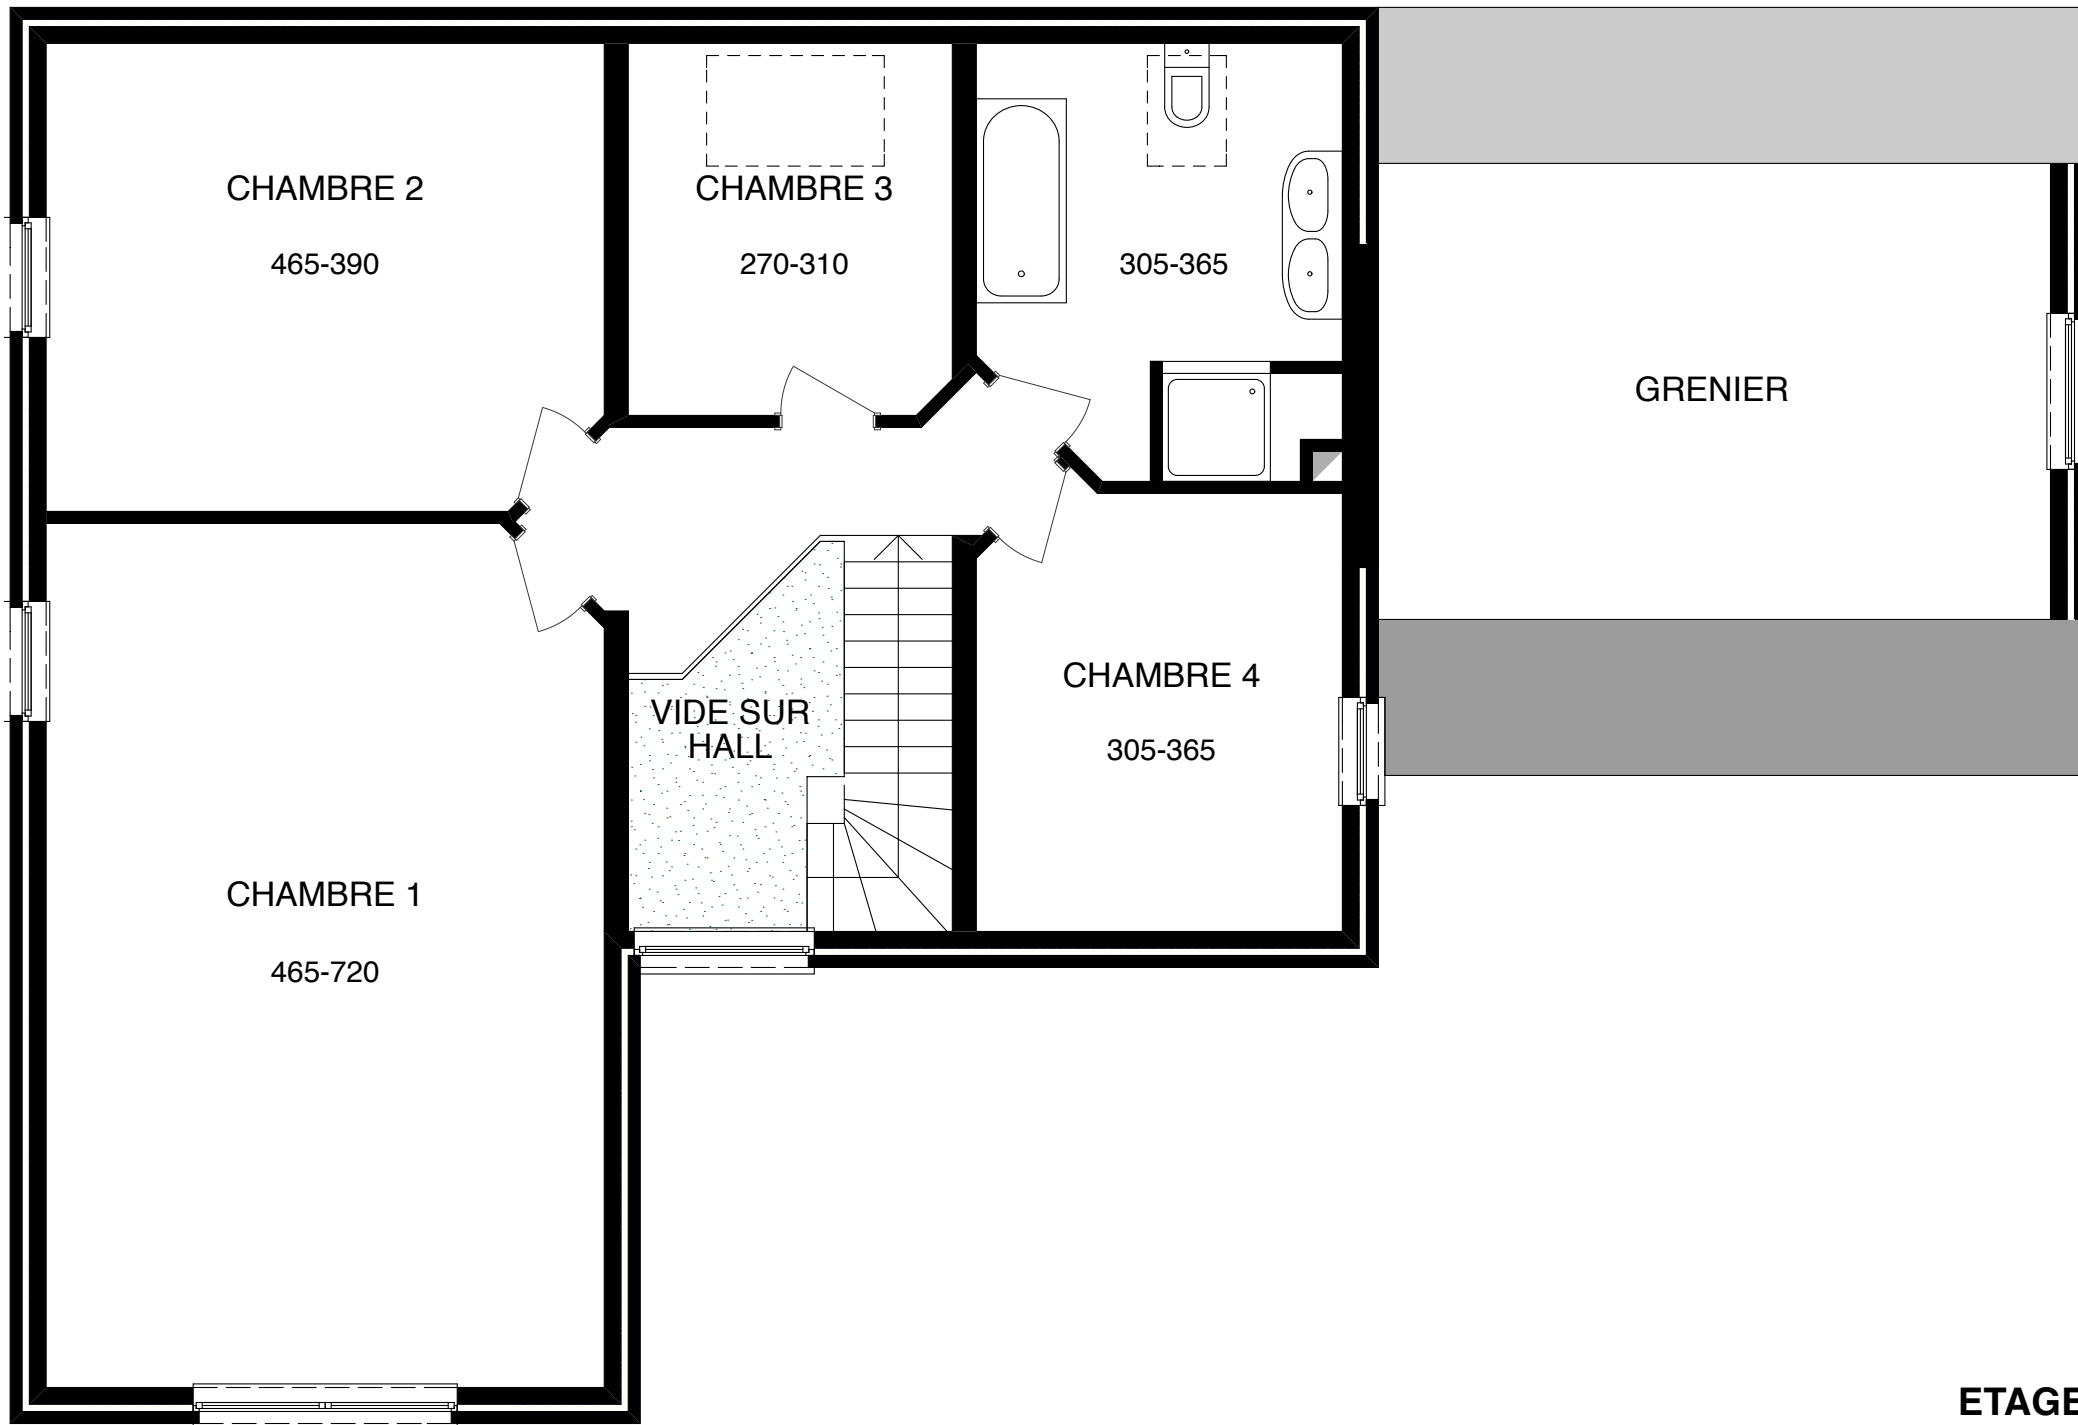 CHAMBRE 2
465-390
CHAMBRE 3
270-310
305-365
GRENIER
CHAMBRE 4
305-365
VIDE SUR
HALL
CHAMBRE 1
465-720
ETAGE